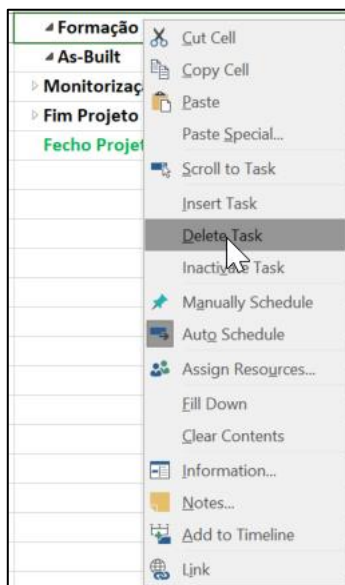 Formação
As-Built
Monitorizaç
Fim Projeto
Fecho Projet
Cut Cell
Copy Cell
Paste
Paste Special...
Scroll to Task
Insert Task
Delete Task
Inactivate Task
Manually Schedule
Auto Schedule
Assign Resources...
Fill Down
Clear Contents
Information...
Notes...
Add to Timeline
Link